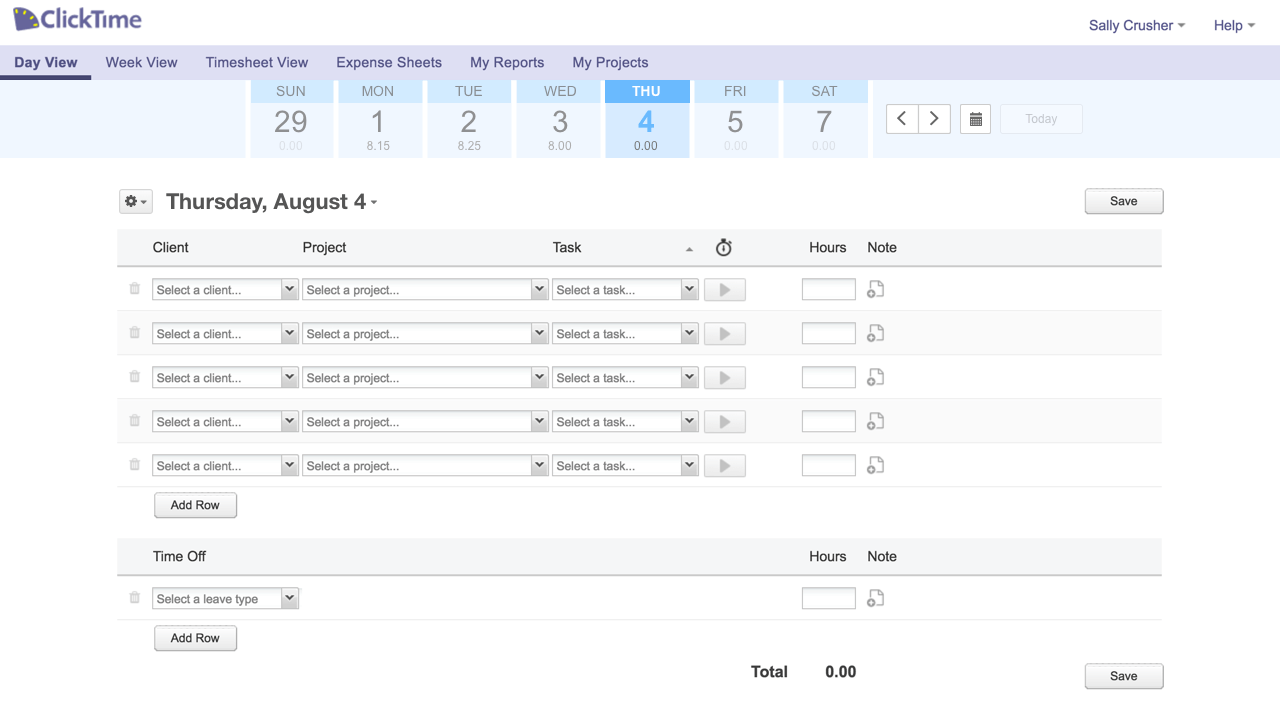 ClickTime
Sally Crusher Help
Day View Week View Timesheet View Expense Sheets My Reports My Projects
SUN MON TUE WED THU FRI SAT
29 1 2 3 4 5 7 Today
0.00 8.15 8.25 8.00 0.00 0.00 0.00
Thursday, August 4 Save
Client Project Task Hours Note
Select a client... Select a project... Select a task...
Select a client... Select a project... Select a task...
Select a client... Select a project... Select a task...
Select a client... Select a project... Select a task...
Select a client... Select a project... Select a task...
Add Row
Time Off Hours Note
Select a leave type
Add Row
Total 0.00 Save